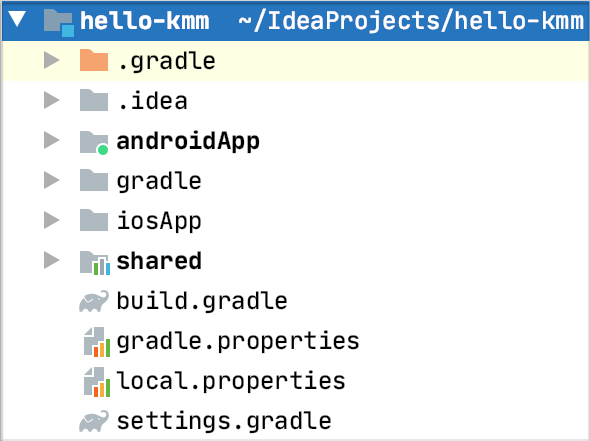 hello-kmm ~/IdeaProjects/hello-kmm
.gradle
.idea
androidApp
gradle
iosApp
shared
build.gradle
gradle.properties
local.properties
settings.gradle